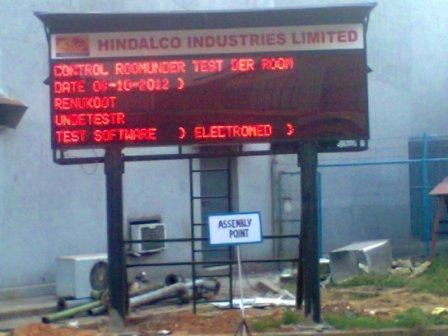 HINDALCO INDUSTRIES LIMITED
CONTROL ROOMUNDER TEST DER ROOM
DATE 08-10-2012 )
RENUKOOT
UNDETESTR
TEST SOFTWARE ) ELECTROMED )
ASSEMBLY
POINT